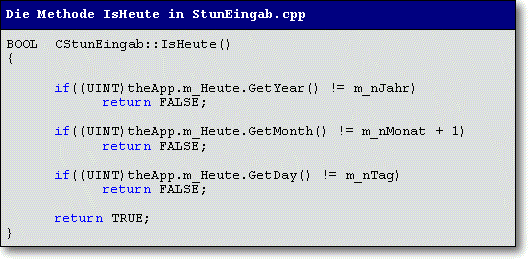 Die Methode IsHeute in StunEingab.cpp
BOOL  CStunEingab::IsHeute()
{
      if((UINT)theApp.m_Heute.GetYear() != m_nJahr)
            return FALSE;
      if((UINT)theApp.m_Heute.GetMonth() != m_nMonat + 1)
            return FALSE;
      if((UINT)theApp.m_Heute.GetDay() != m_nTag)
            return FALSE;
      return TRUE;
}